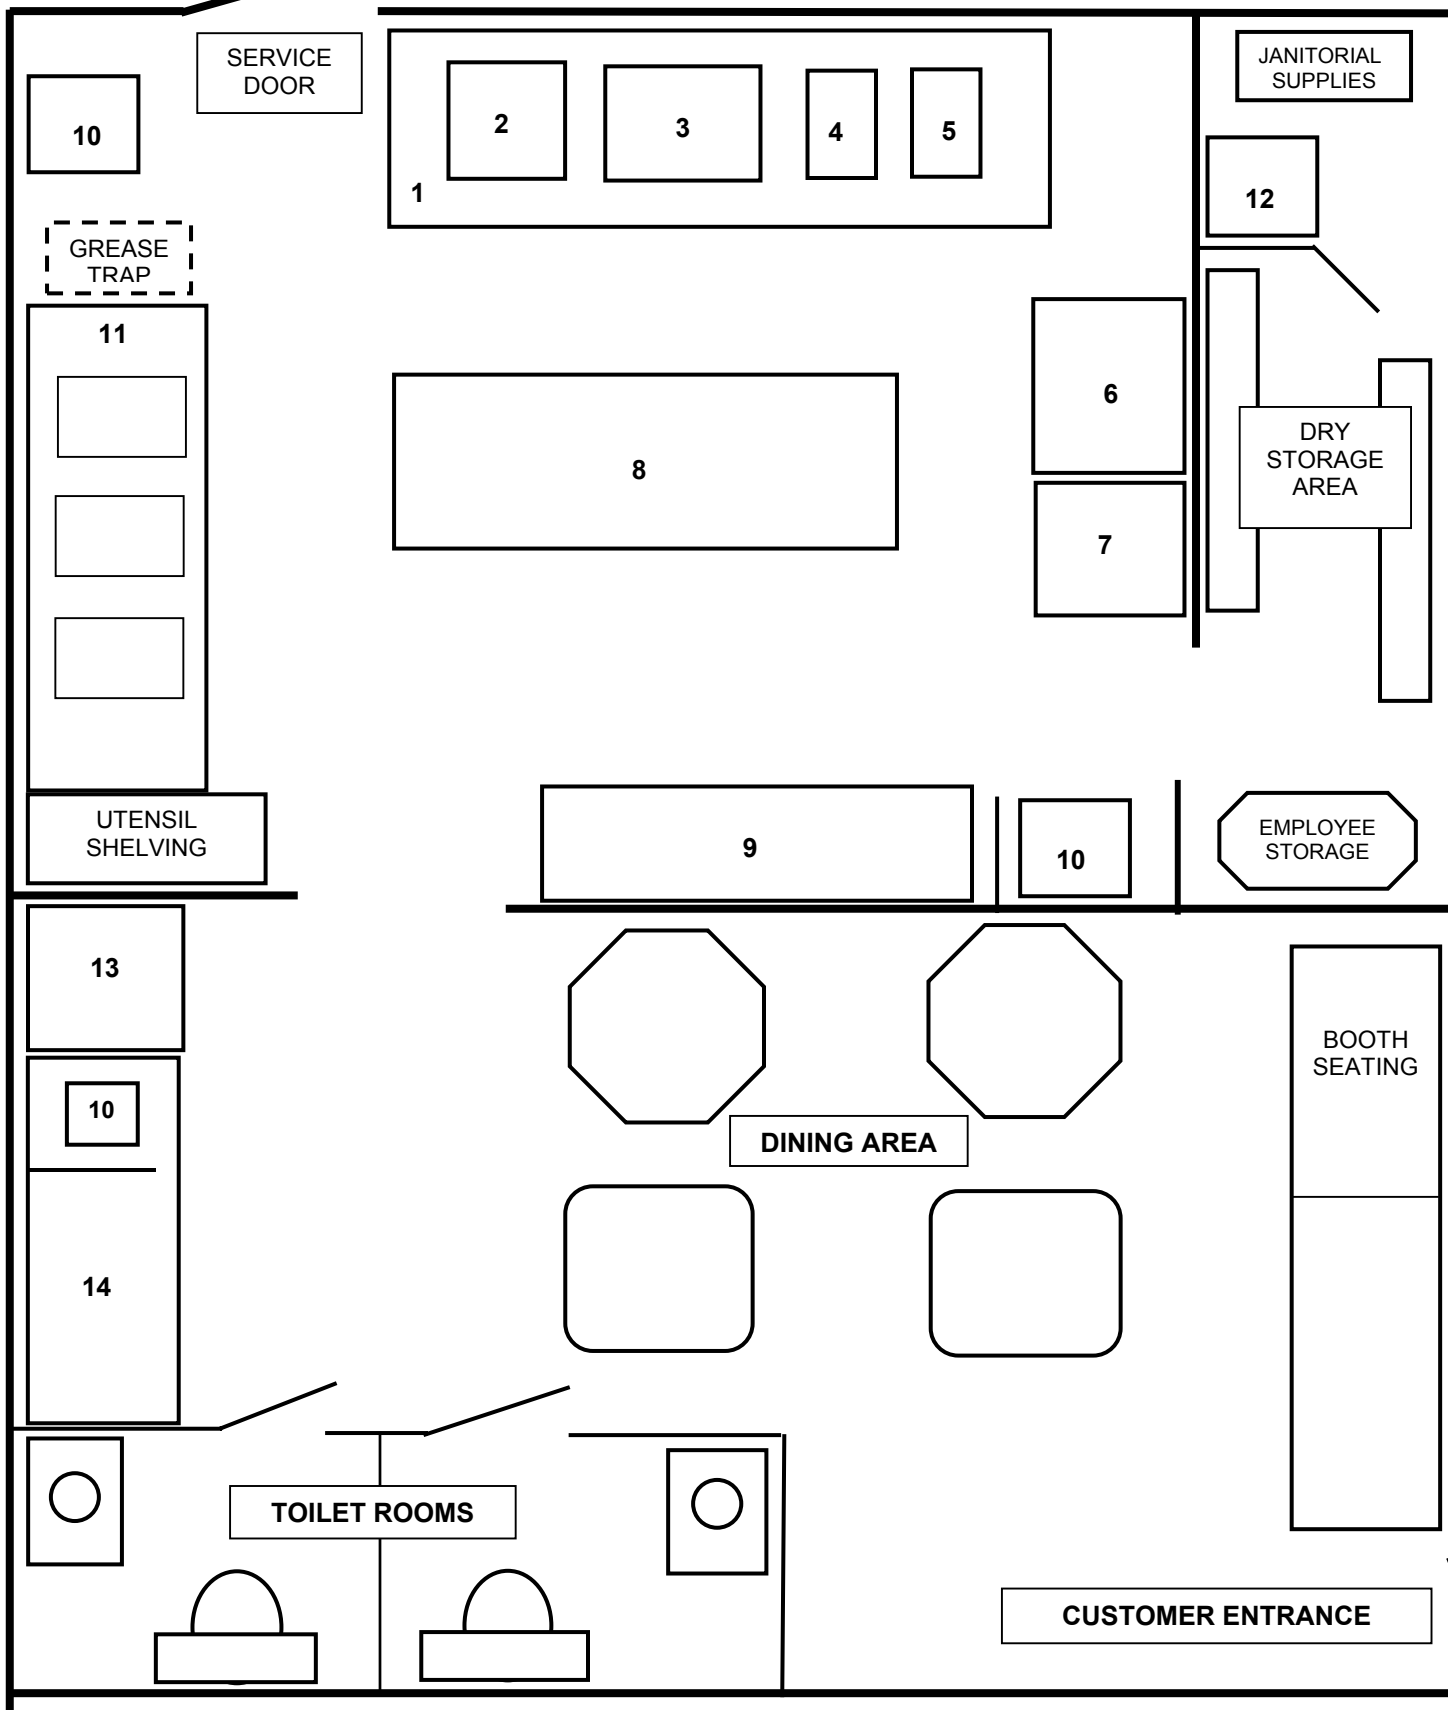 SERVICE
DOOR
JANITORIAL
SUPPLIES
10
2
3
4
5
1
12
GREASE
TRAP
11
6
DRY
STORAGE
AREA
8
7
UTENSIL
SHELVING
9
10
EMPLOYEE
STORAGE
13
BOOTH
SEATING
10
DINING AREA
14
TOILET ROOMS
CUSTOMER ENTRANCE